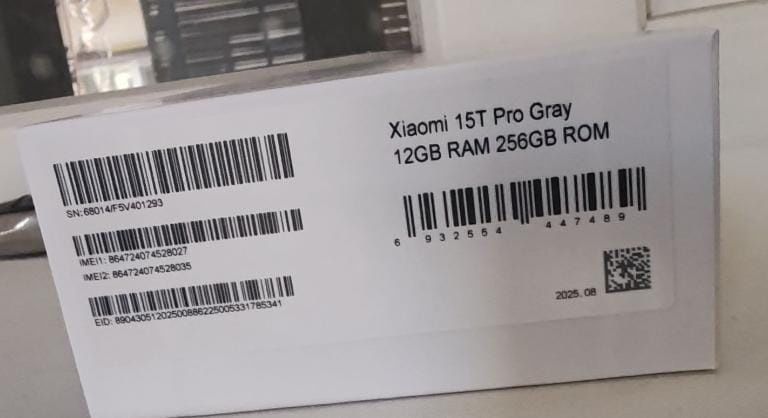 SN:68014/F5V401293
IMEI1: 864724074528027
IMEI2: 864724074528035
EID: 89043051202500886225005331785341
Xiaomi 15T Pro Gray
12GB RAM 256GB ROM
6 932554 447489
2025. 08